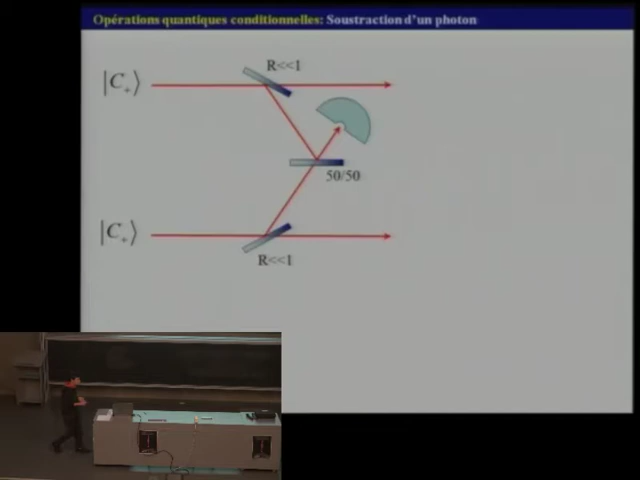 Opérations quantiques conditionnelles: Soustraction d'un photon
R<<1
|C₊⟩
50/50
|C₊⟩
R<<1